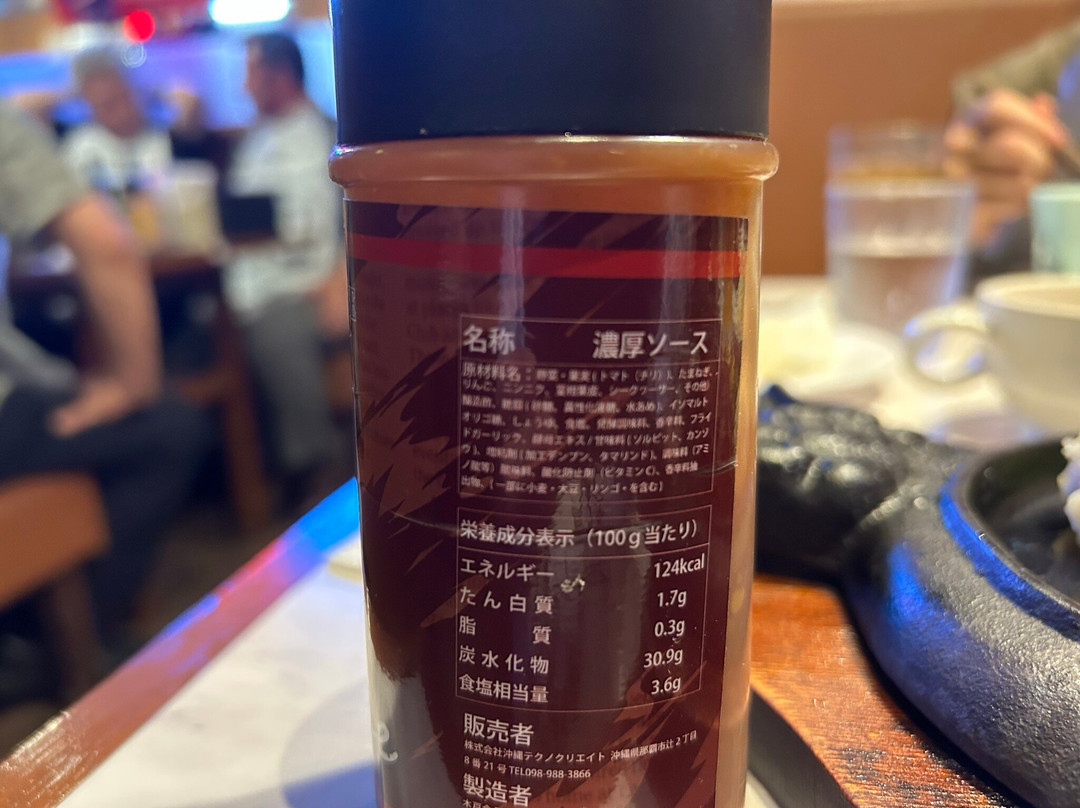 名称 濃厚ソース
原材料名：野菜・果実(トマト(チリ)、たまねぎ、
りんご、ニンニク、葉柑果皮、シークヮーサー、その他)
醸造酢、糖類(砂糖、異性化液糖、水あめ)、イソマルト
オリゴ糖、しょうゆ、食塩、発酵調味料、香辛料、フライ
ドガーリック、酵母エキス/甘味料(ソルビット、カンゾ
ウ)、増粘剤(加工デンプン、タマリンド)、調味料(アミ
ノ酸等)酸味料、酸化防止剤(ビタミンC)、香辛料抽
出物、(一部に小麦・大豆・リンゴ・を含む)
栄養成分表示（100g当たり）
エネルギー 124kcal
たん白質 1.7g
脂質 0.3g
炭水化物 30.9g
食塩相当量 3.6g
販売者
株式会社沖縄テクノクリエイト 沖縄県那覇市辻2丁目
8番21号 TEL098-988-3866
製造者